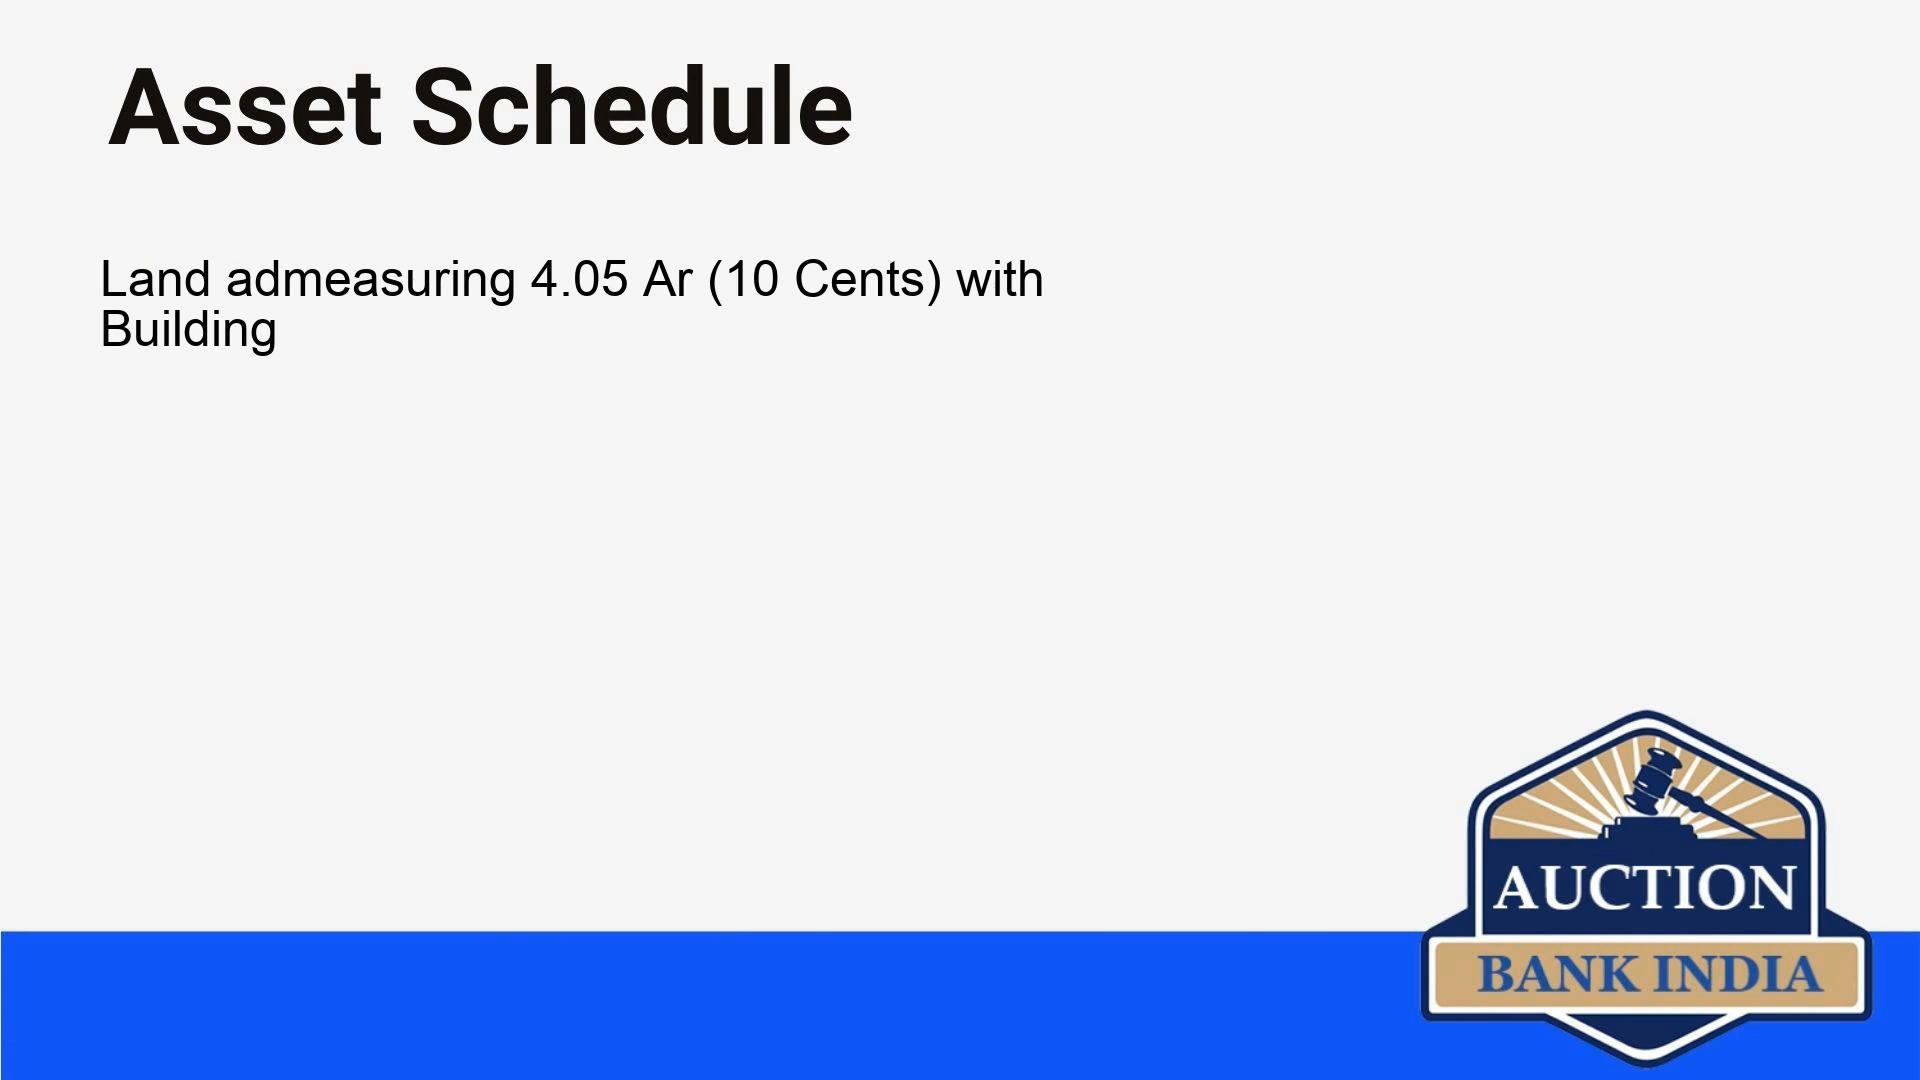 Asset Schedule
Land admeasuring 4.05 Ar (10 Cents) with
Building
AUCTION
BANK INDIA